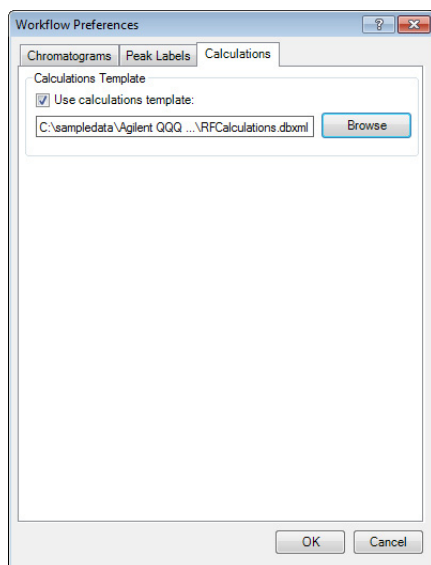 Workflow Preferences
?
Chromatograms Peak Labels Calculations
Calculations Template
Use calculations template:
C:\sampledata\Agilent QQQ ...\RFCalculations.dbxml Browse
OK Cancel